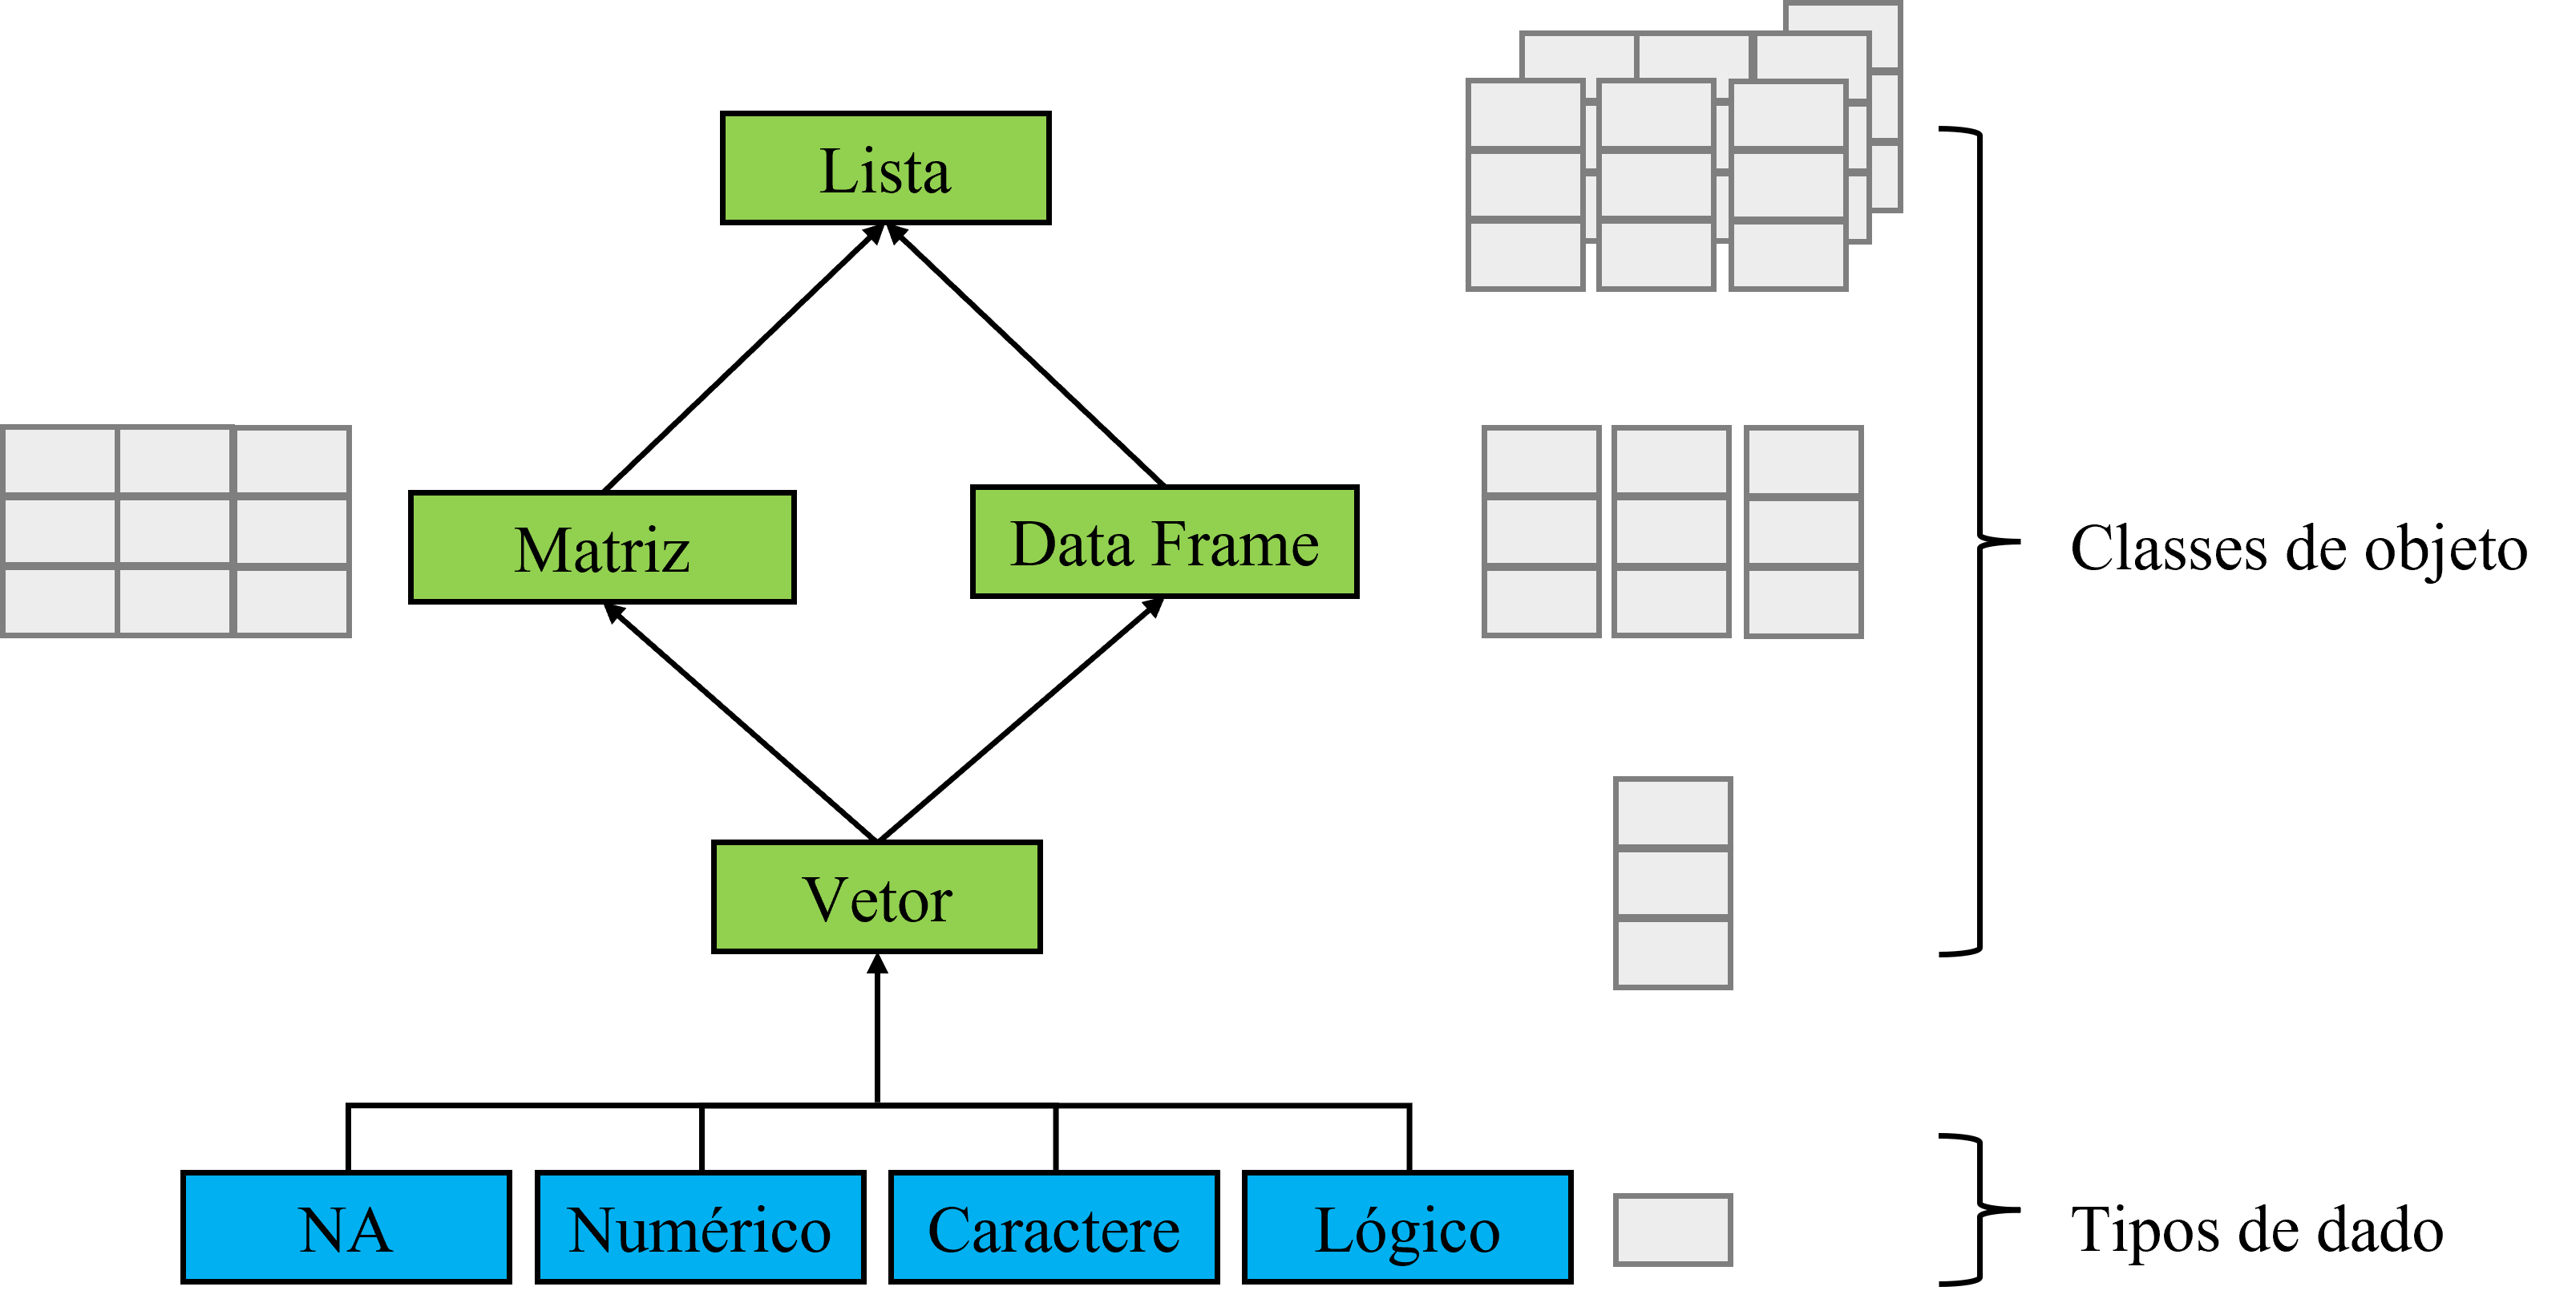 Lista
Matriz
Data Frame
Classes de objeto
Vetor
NA
Numérico
Caractere
Lógico
Tipos de dado